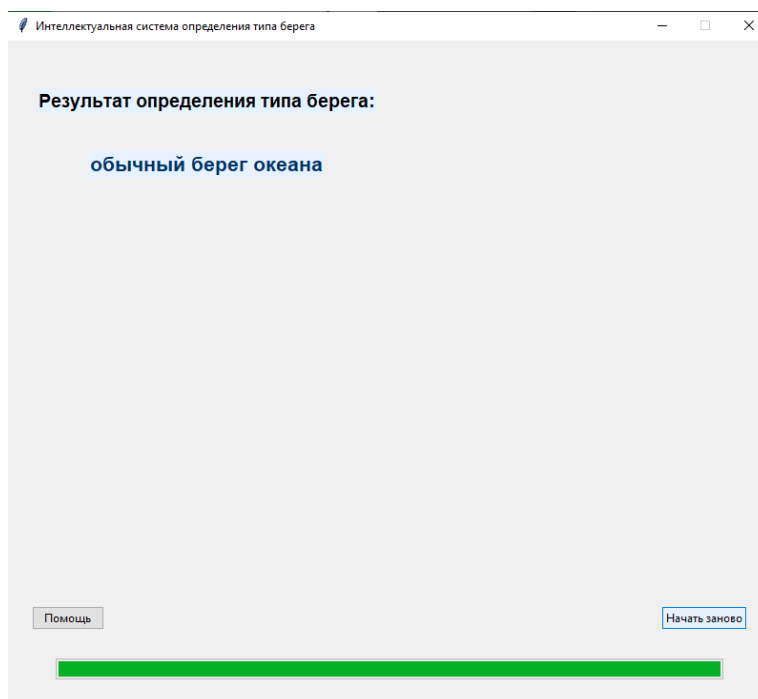 Интеллектуальная система определения типа берега
Результат определения типа берега:
обычный берег океана
Помощь
Начать заново